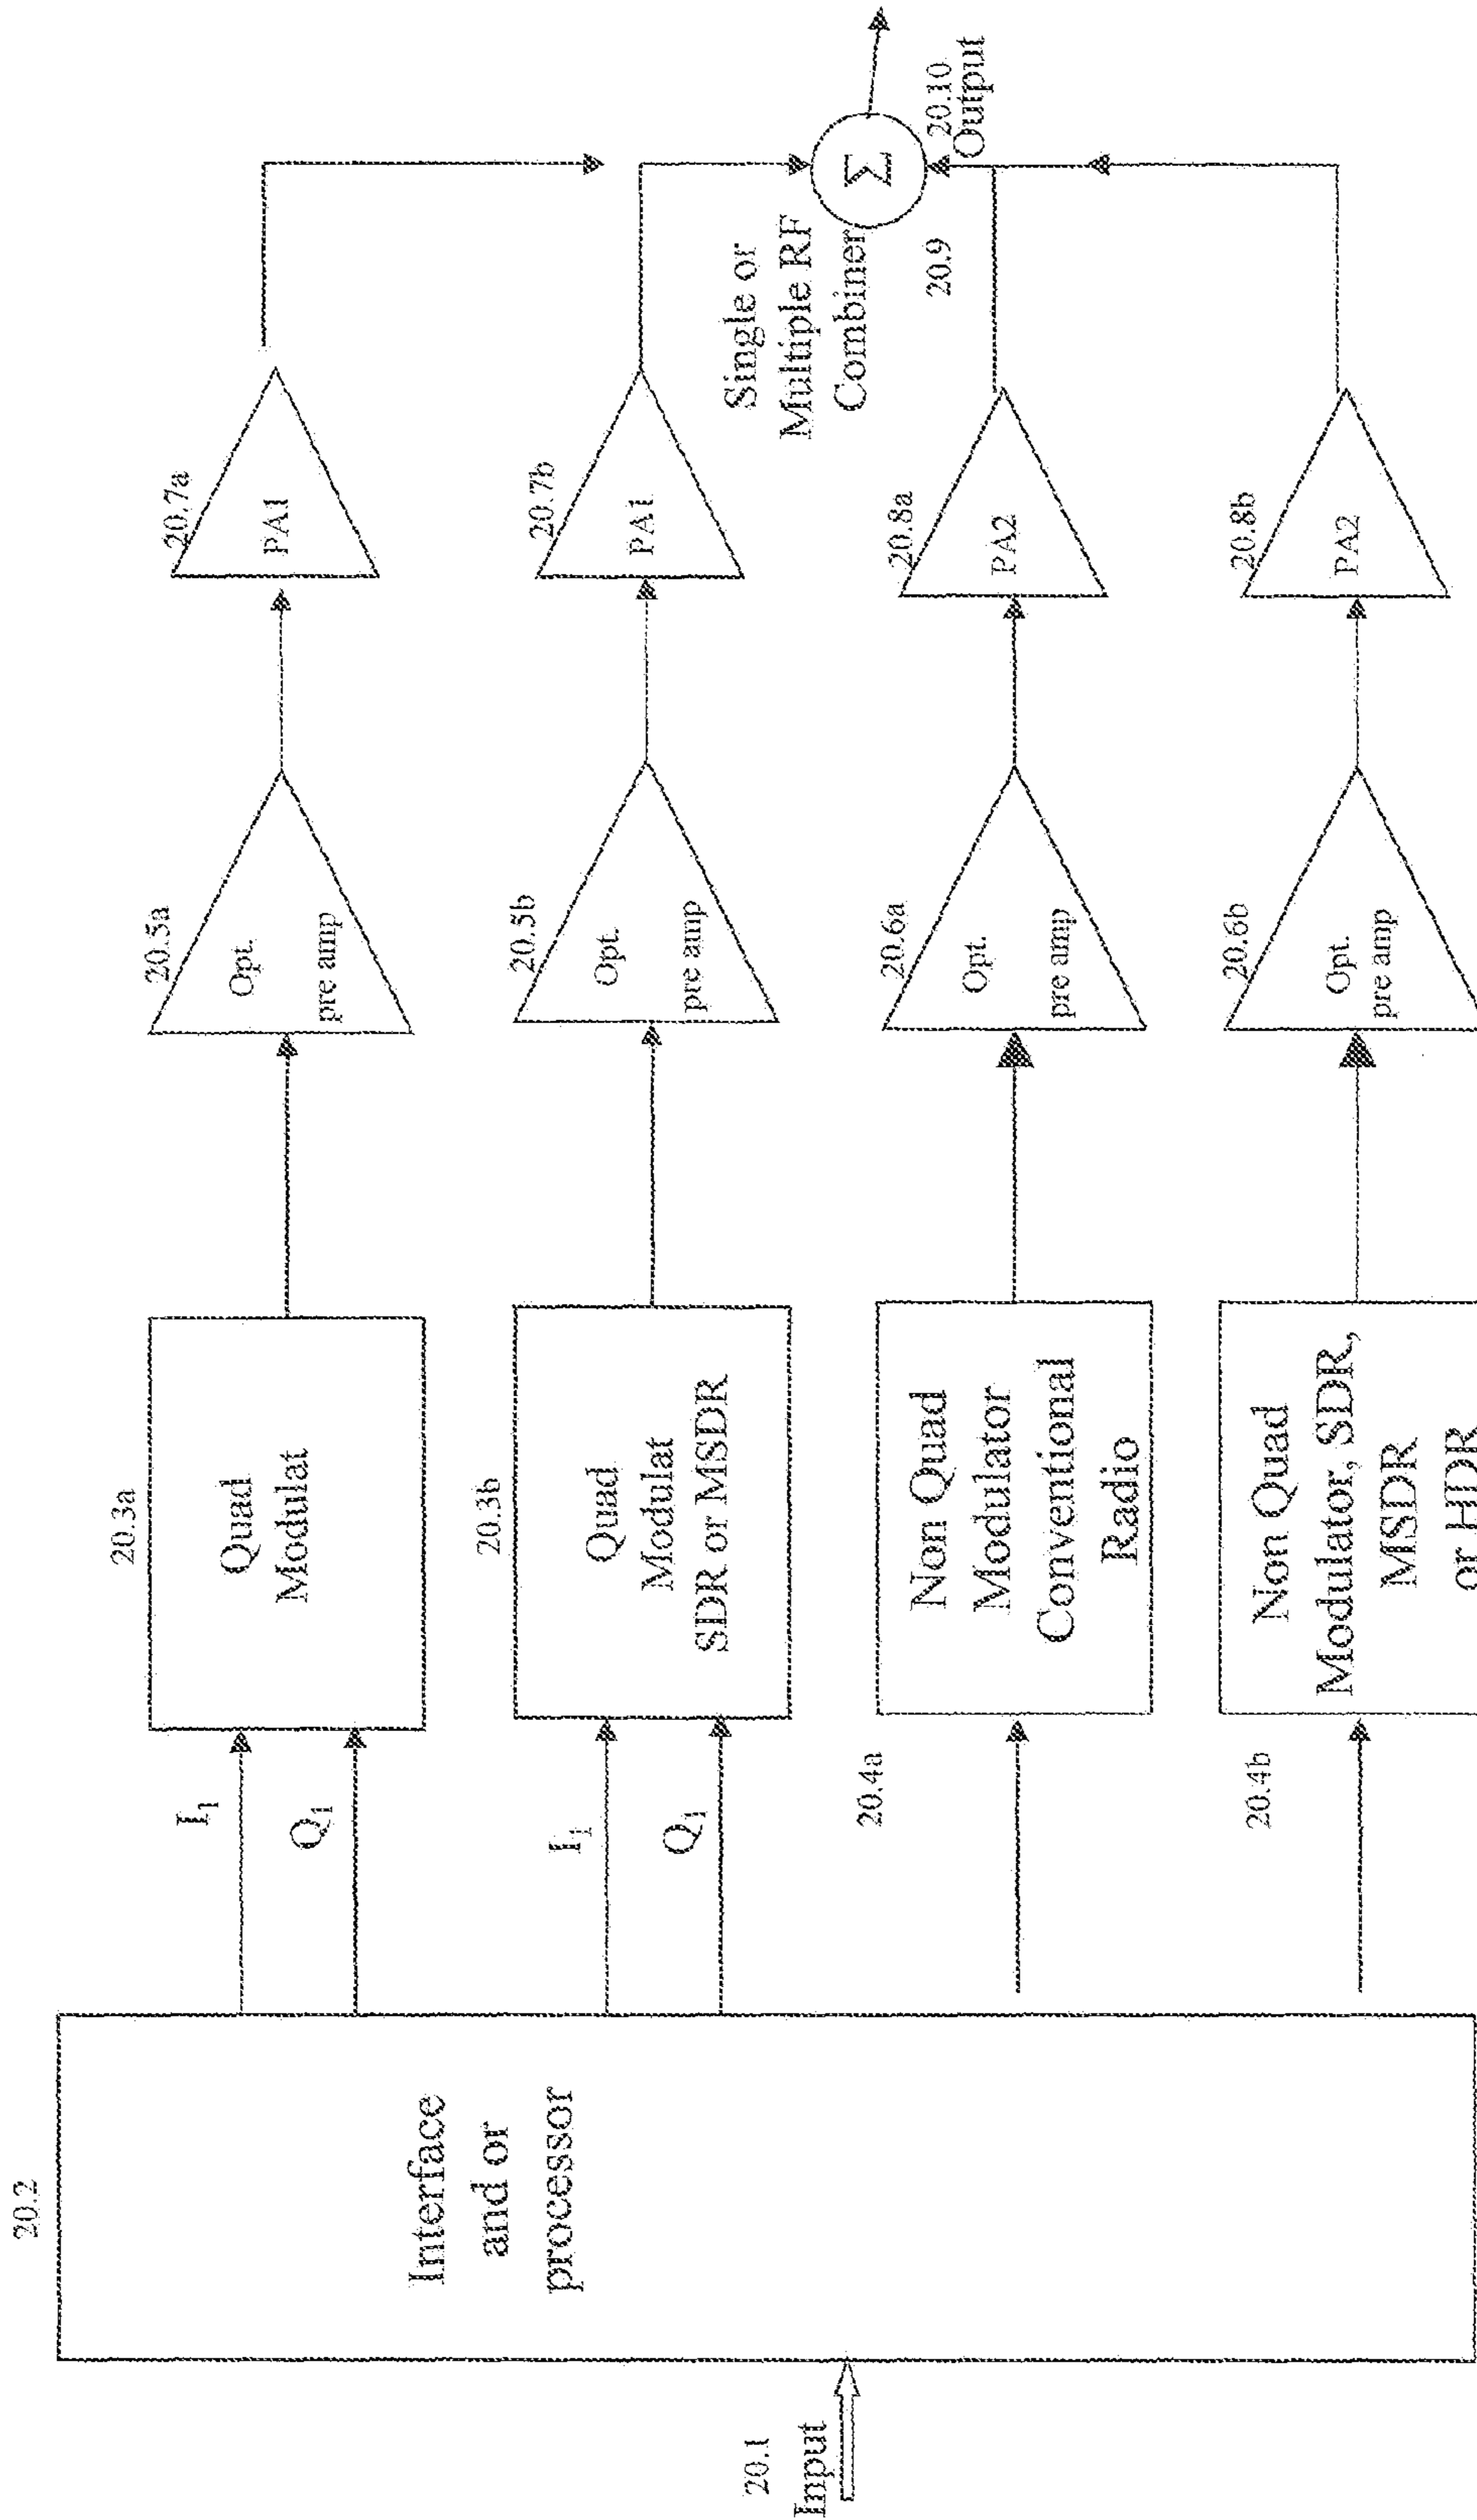 20.1
Input
20.2
Interface
and or
processor
I1
Q1
20.3a
Quad
Modulat
20.5a
Opt.
pre amp
20.7a
PA1
I1
Q1
20.3b
Quad
Modulat
SDR or MSDR
20.5b
Opt.
pre amp
20.7b
PA1
Single or
Multiple RF
Combiner
Σ
20.9
20.10
Output
20.4a
Non Quad
Modulator
Conventional
Radio
20.6a
Opt.
pre amp
20.8a
PA2
20.4b
Non Quad
Modulator, SDR,
MSDR
or HDR
20.6b
Opt.
pre amp
20.8b
PA2